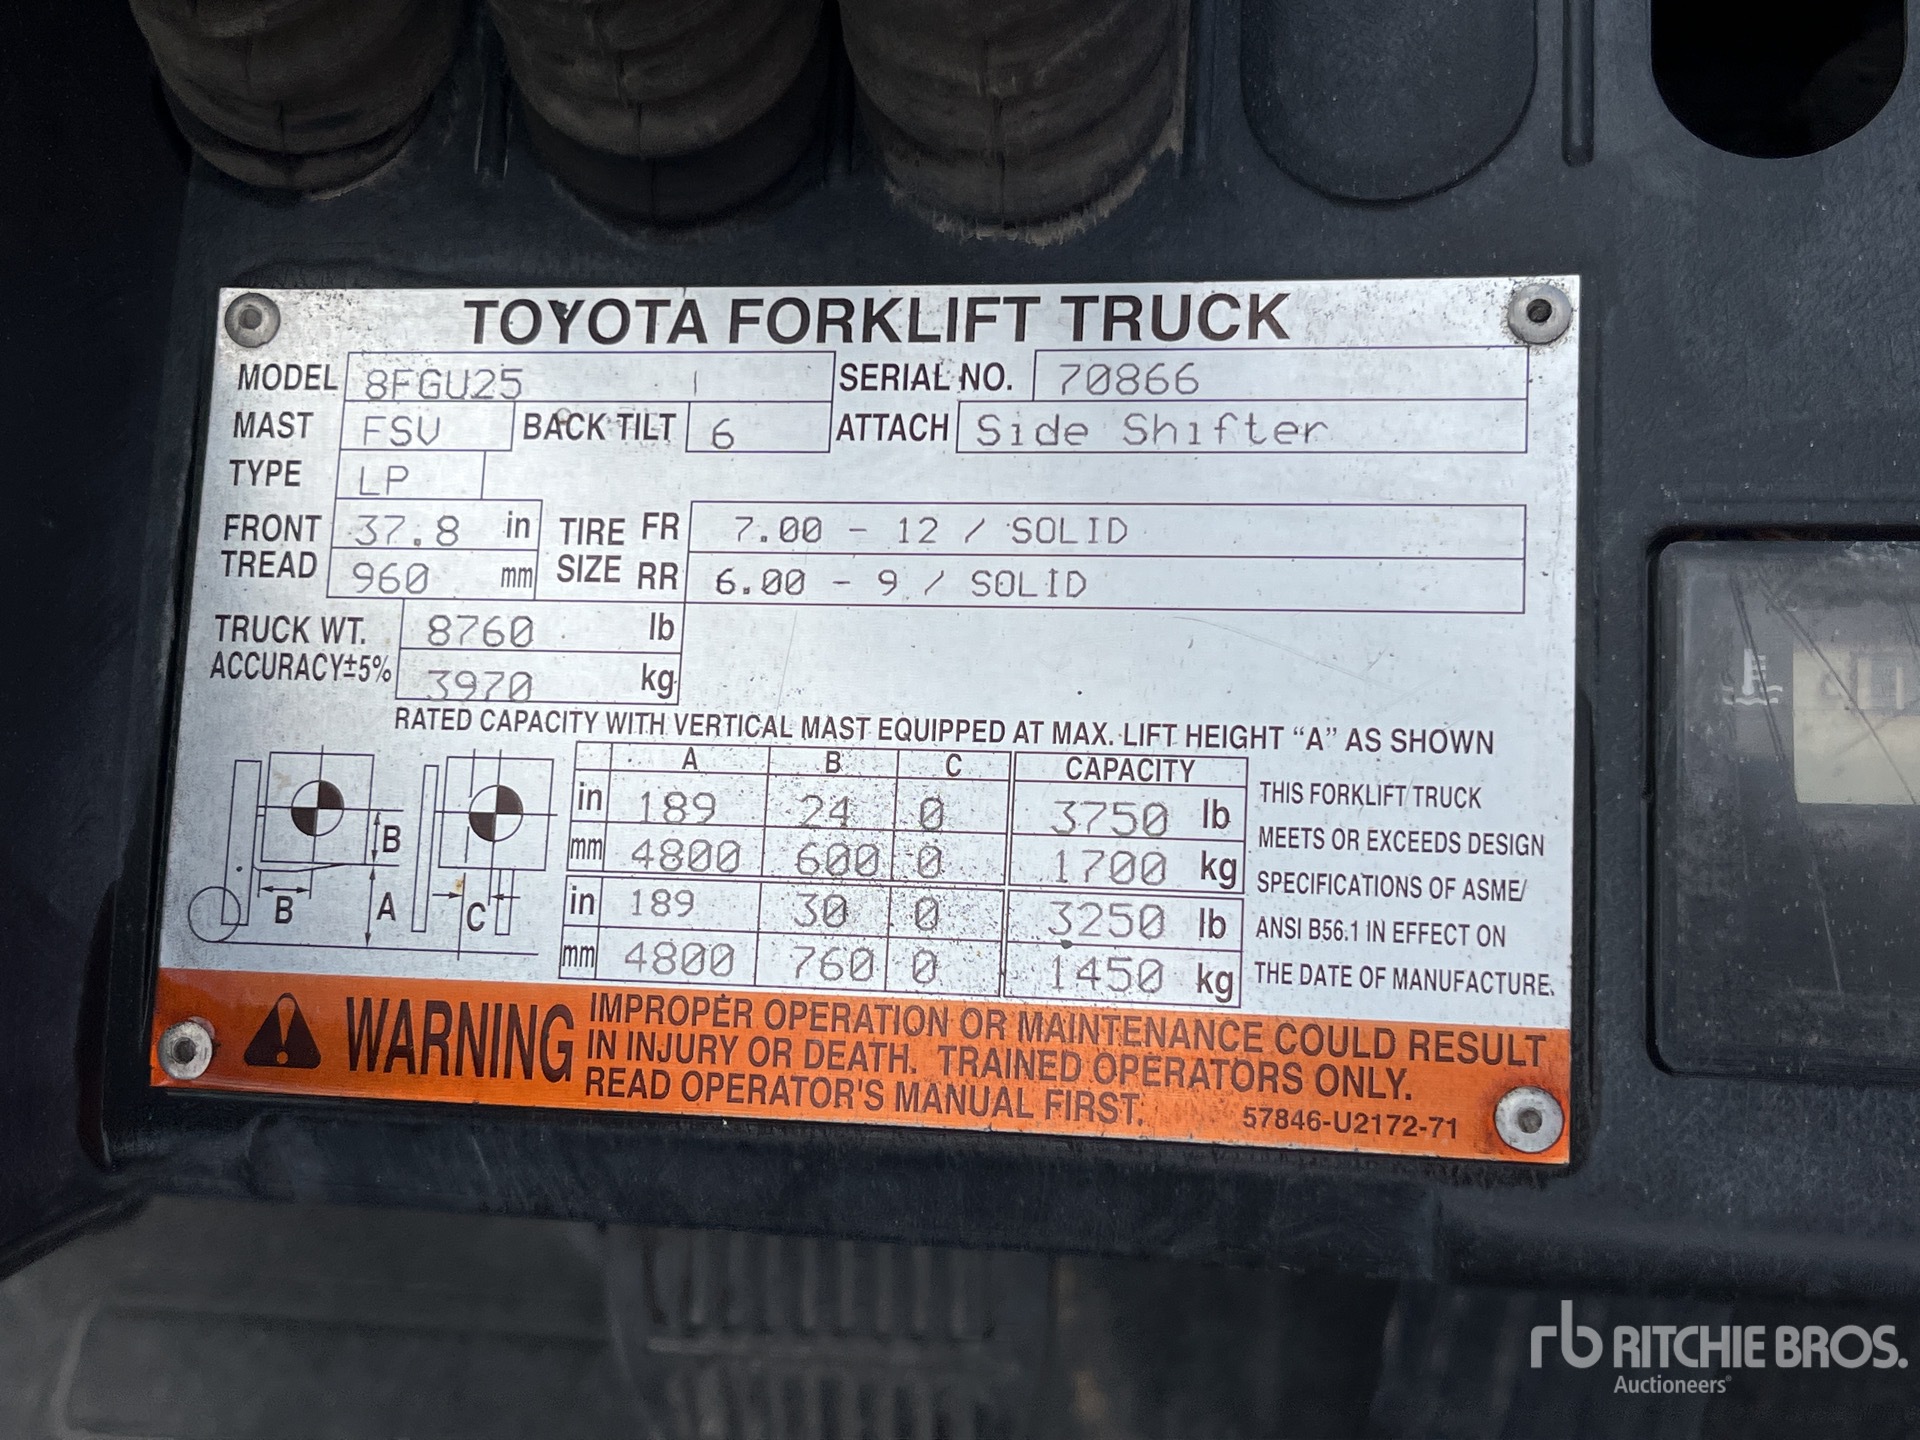 TOYOTA FORKLIFT TRUCK
MODEL 8FGU25 SERIAL NO. 70866
MAST FSV BACK TILT 6 ATTACH Side Shifter
TYPE LP
FRONT TREAD 37.8 in TIRE SIZE FR 7.00 - 12 / SOLID
960 mm RR 6.00 - 9 / SOLID
TRUCK WT. 8760 lb
ACCURACY±5% 3970 kg
RATED CAPACITY WITH VERTICAL MAST EQUIPPED AT MAX. LIFT HEIGHT "A" AS SHOWN
A B C CAPACITY
in 189 24 0 3750 lb
mm 4800 600 0 1700 kg
in 189 30 0 3250 lb
mm 4800 760 0 1450 kg
B
B A C
THIS FORKLIFT TRUCK
MEETS OR EXCEEDS DESIGN
SPECIFICATIONS OF ASME/
ANSI B56.1 IN EFFECT ON
THE DATE OF MANUFACTURE.
WARNING
IMPROPER OPERATION OR MAINTENANCE COULD RESULT
IN INJURY OR DEATH. TRAINED OPERATORS ONLY.
READ OPERATOR'S MANUAL FIRST.
57846-U2172-71
rb RITCHIE BROS.
Auctioneers